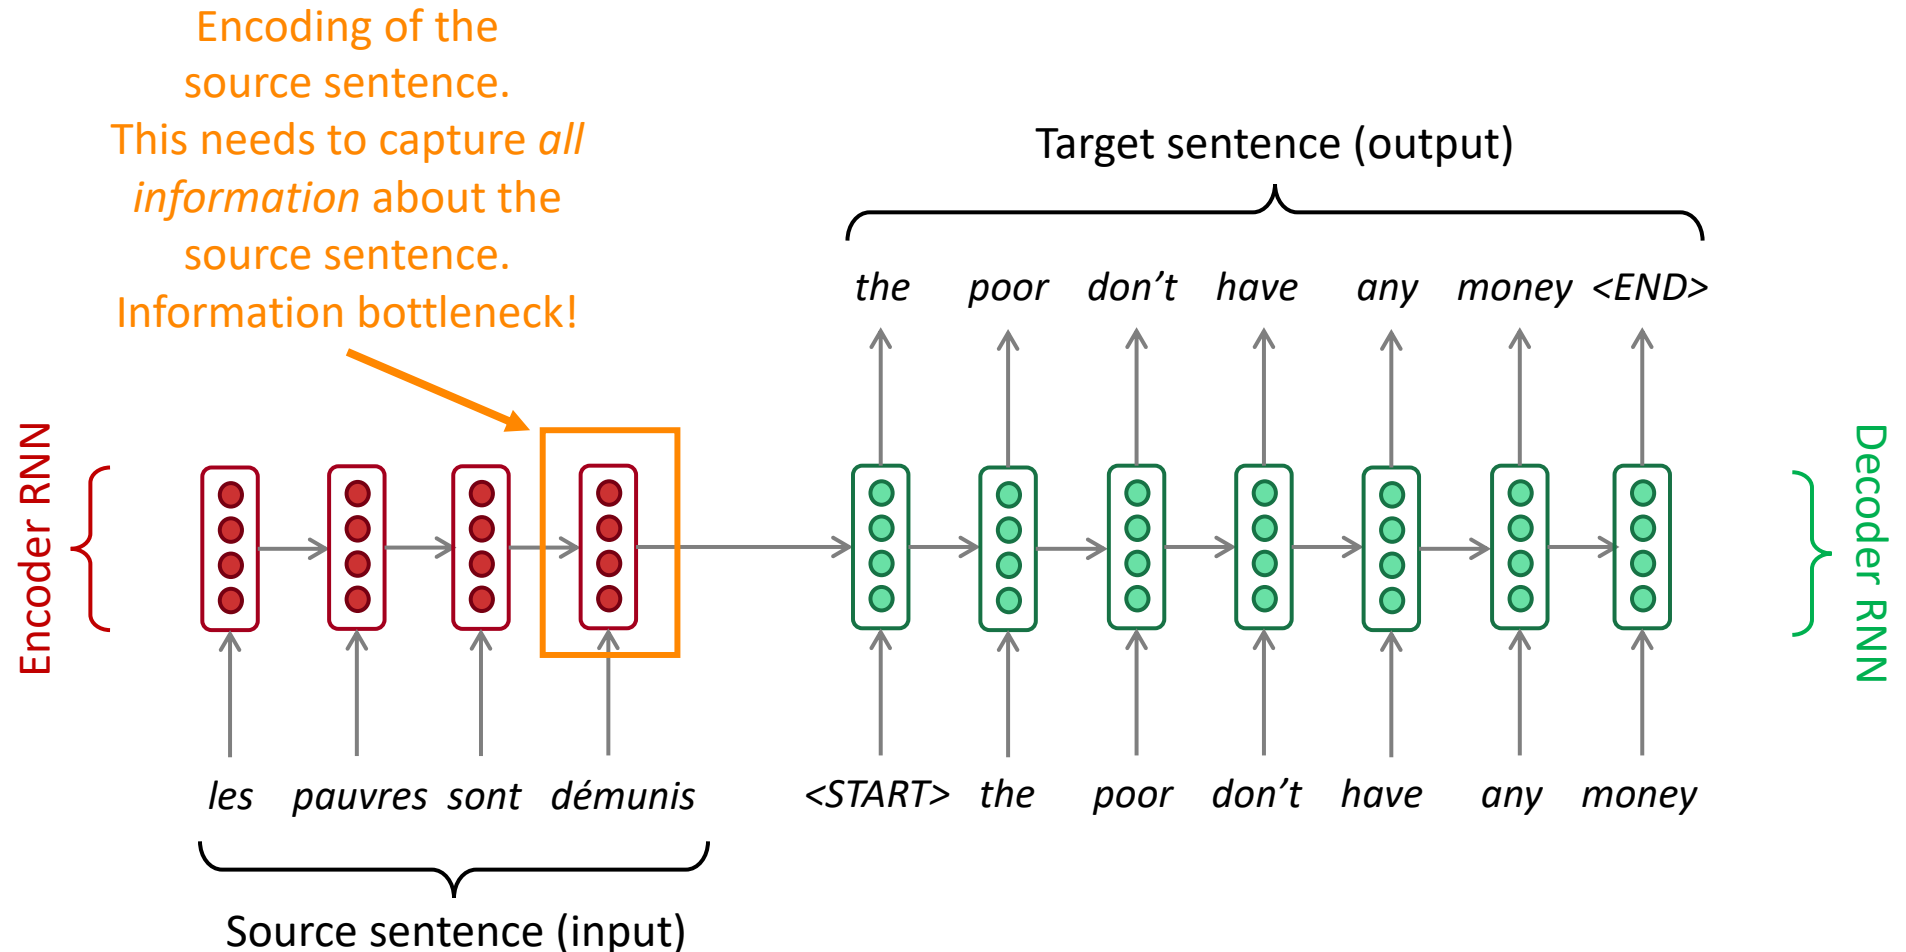 Encoding of the
source sentence.
This needs to capture all
information about the
source sentence.
Information bottleneck!
Target sentence (output)
the poor don’t have any money <END>
Encoder RNN
Decoder RNN
les pauvres sont démunis
<START> the poor don’t have any money
Source sentence (input)